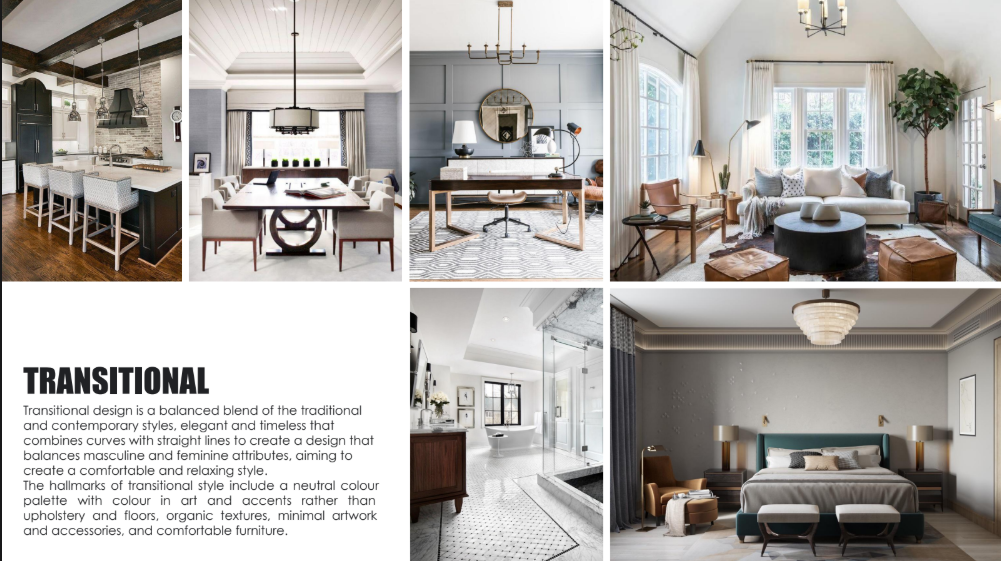 TRANSITIONAL
Transitional design is a balanced blend of the traditional
and contemporary styles, elegant and timeless that
combines curves with straight lines to create a design that
balances masculine and feminine attributes, aiming to
create a comfortable and relaxing style.
The hallmarks of transitional style include a neutral colour
palette with colour in art and accents rather than
upholstery and floors, organic textures, minimal artwork
and accessories, and comfortable furniture.